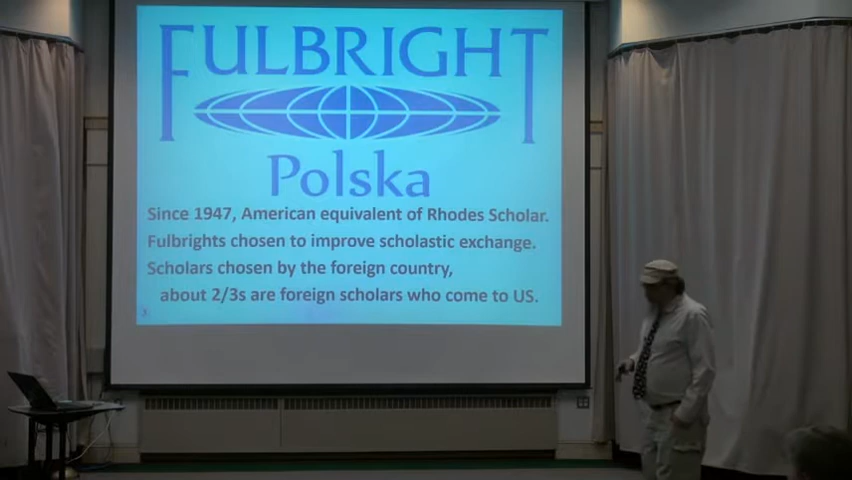 FULBRIGHT
Polska
Since 1947, American equivalent of Rhodes Scholar.
Fulbrights chosen to improve scholastic exchange.
Scholars chosen by the foreign country,
about 2/3s are foreign scholars who come to US.
3